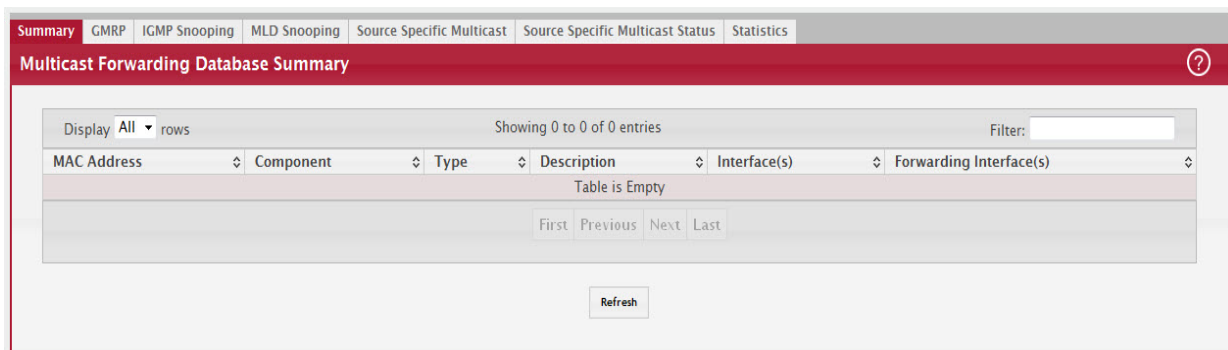 Summary GMRP IGMP Snooping MLD Snooping Source Specific Multicast Source Specific Multicast Status Statistics
Multicast Forwarding Database Summary ?
Display All rows Showing 0 to 0 of 0 entries Filter:
MAC Address Component Type Description Interface(s) Forwarding Interface(s)
Table is Empty
First Previous Next Last
Refresh